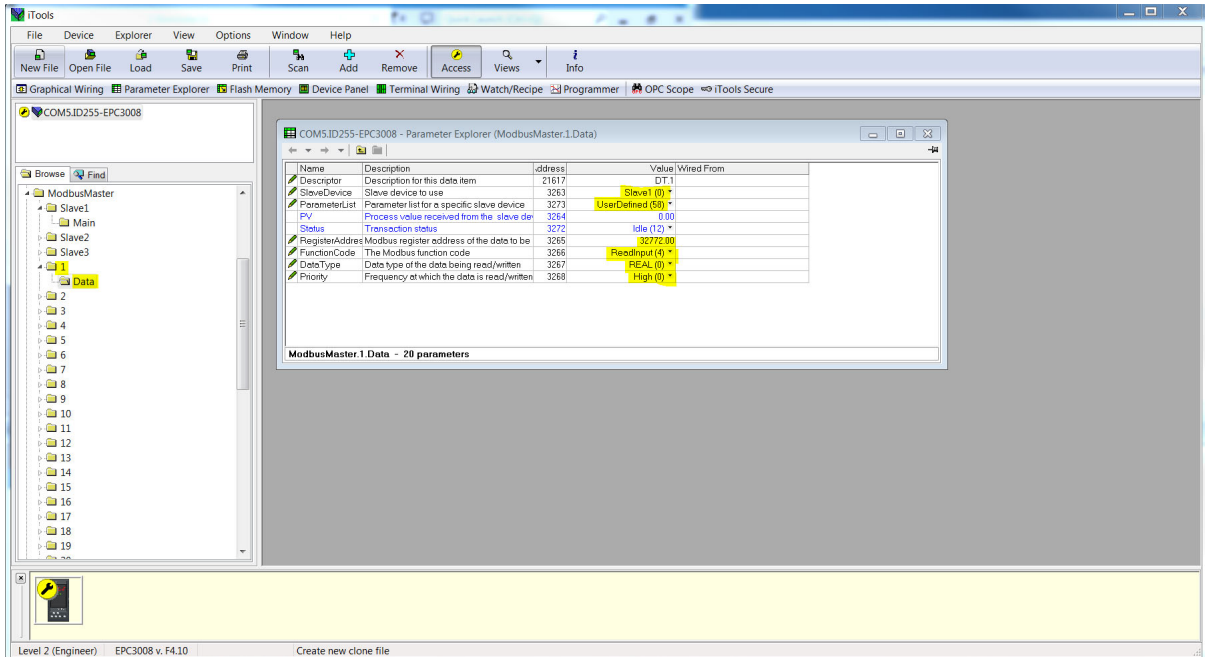 iTools
File Device Explorer View Options Window Help
New File Open File Load Save Print Scan Add Remove Access Views Info
Graphical Wiring Parameter Explorer Flash Memory Device Panel Terminal Wiring Watch/Recipe Programmer OPC Scope iTools Secure
COM5.ID255-EPC3008
Browse Find
ModbusMaster
Slave1
Main
Slave2
Slave3
1
Data
2
3
4
5
6
7
8
9
10
11
12
13
14
15
16
17
18
19
COM5.ID255-EPC3008 - Parameter Explorer (ModbusMaster.1.Data)
Name Description ddress Value Wired From
Descriptor Description for this data item 21617 DT.1
SlaveDevice Slave device to use 3263 Slave1 (0)
ParameterList Parameter list for a specific slave device 3273 UserDefined (58)
PV Process value received from the slave de 3264 0.00
Status Transaction status 3272 Idle (12)
RegisterAddres Modbus register address of the data to be 3265 32772.00
FunctionCode The Modbus function code 3266 ReadInput (4)
DataType Data type of the data being read/written 3267 REAL (0)
Priority Frequency at which the data is read/written 3268 High (0)
ModbusMaster.1.Data - 20 parameters
Level 2 (Engineer) EPC3008 v. F4.10 Create new clone file